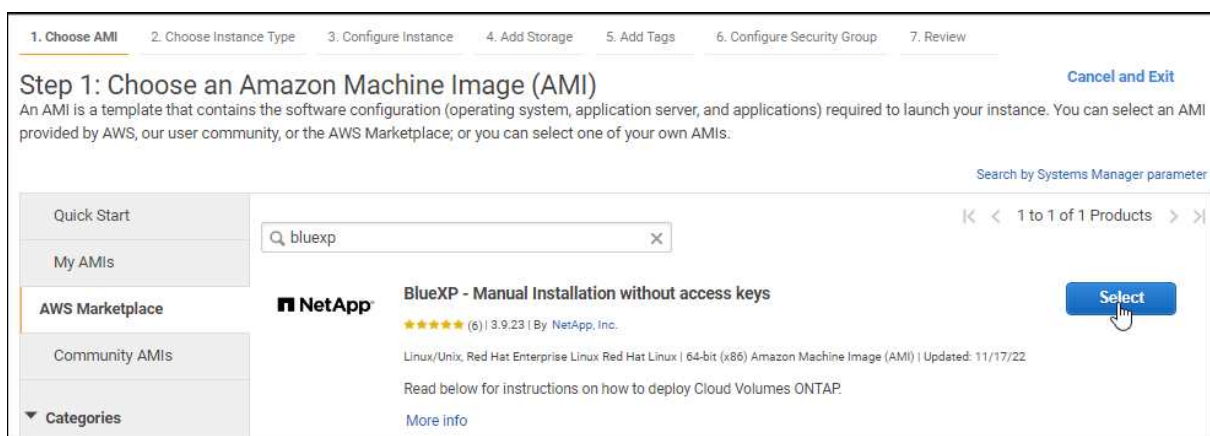 1. Choose AMI 2. Choose Instance Type 3. Configure Instance 4. Add Storage 5. Add Tags 6. Configure Security Group 7. Review
Step 1: Choose an Amazon Machine Image (AMI)
Cancel and Exit
An AMI is a template that contains the software configuration (operating system, application server, and applications) required to launch your instance. You can select an AMI
provided by AWS, our user community, or the AWS Marketplace; or you can select one of your own AMIs.
Search by Systems Manager parameter
Quick Start
My AMIs
AWS Marketplace
Community AMIs
Categories
bluexp
1 to 1 of 1 Products
NetApp
BlueXP - Manual Installation without access keys
(6) | 3.9.23 | By NetApp, Inc.
Linux/Unix, Red Hat Enterprise Linux Red Hat Linux | 64-bit (x86) Amazon Machine Image (AMI) | Updated: 11/17/22
Read below for instructions on how to deploy Cloud Volumes ONTAP.
More info
Select